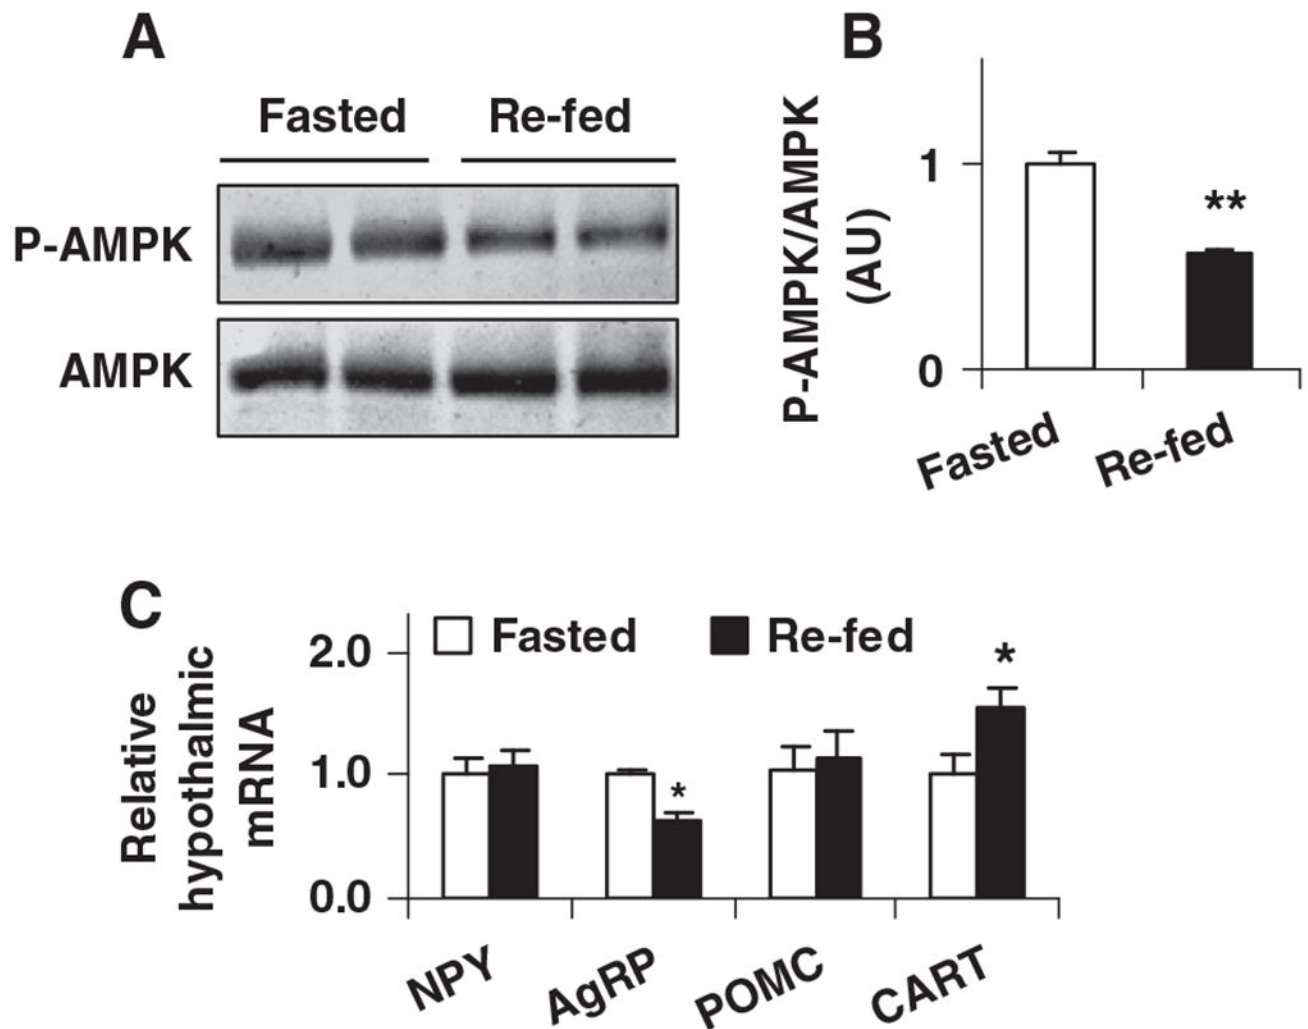 A
Fasted Re-fed
P-AMPK
AMPK
B
P-AMPK/AMPK
(AU)
1
**
0
Fasted Re-fed
C
Fasted Re-fed
Relative
hypothalmic
mRNA
2.0
1.0
0.0
*
*
NPY AgRP POMC CART